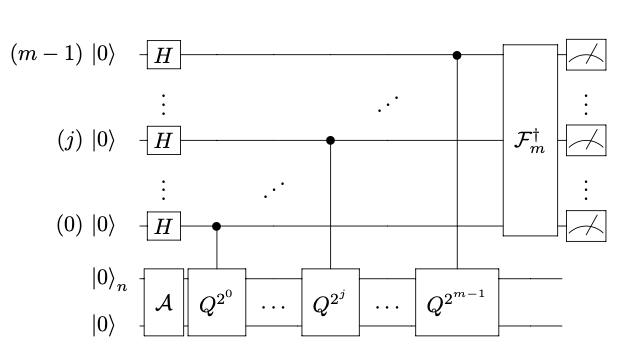 (m − 1) |0⟩ H
⋮ ⋰ ⋮
(j) |0⟩ H ℱ†ₘ
⋮ ⋰ ⋮
(0) |0⟩ H
|0⟩ₙ 𝒜 Q^{2^0} ⋯ Q^{2^j} ⋯ Q^{2^{m−1}}
|0⟩